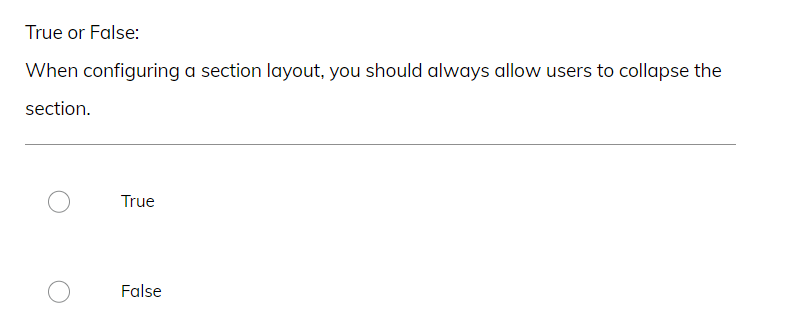 True or False:
When configuring a section layout, you should always allow users to collapse the
section.
True
False